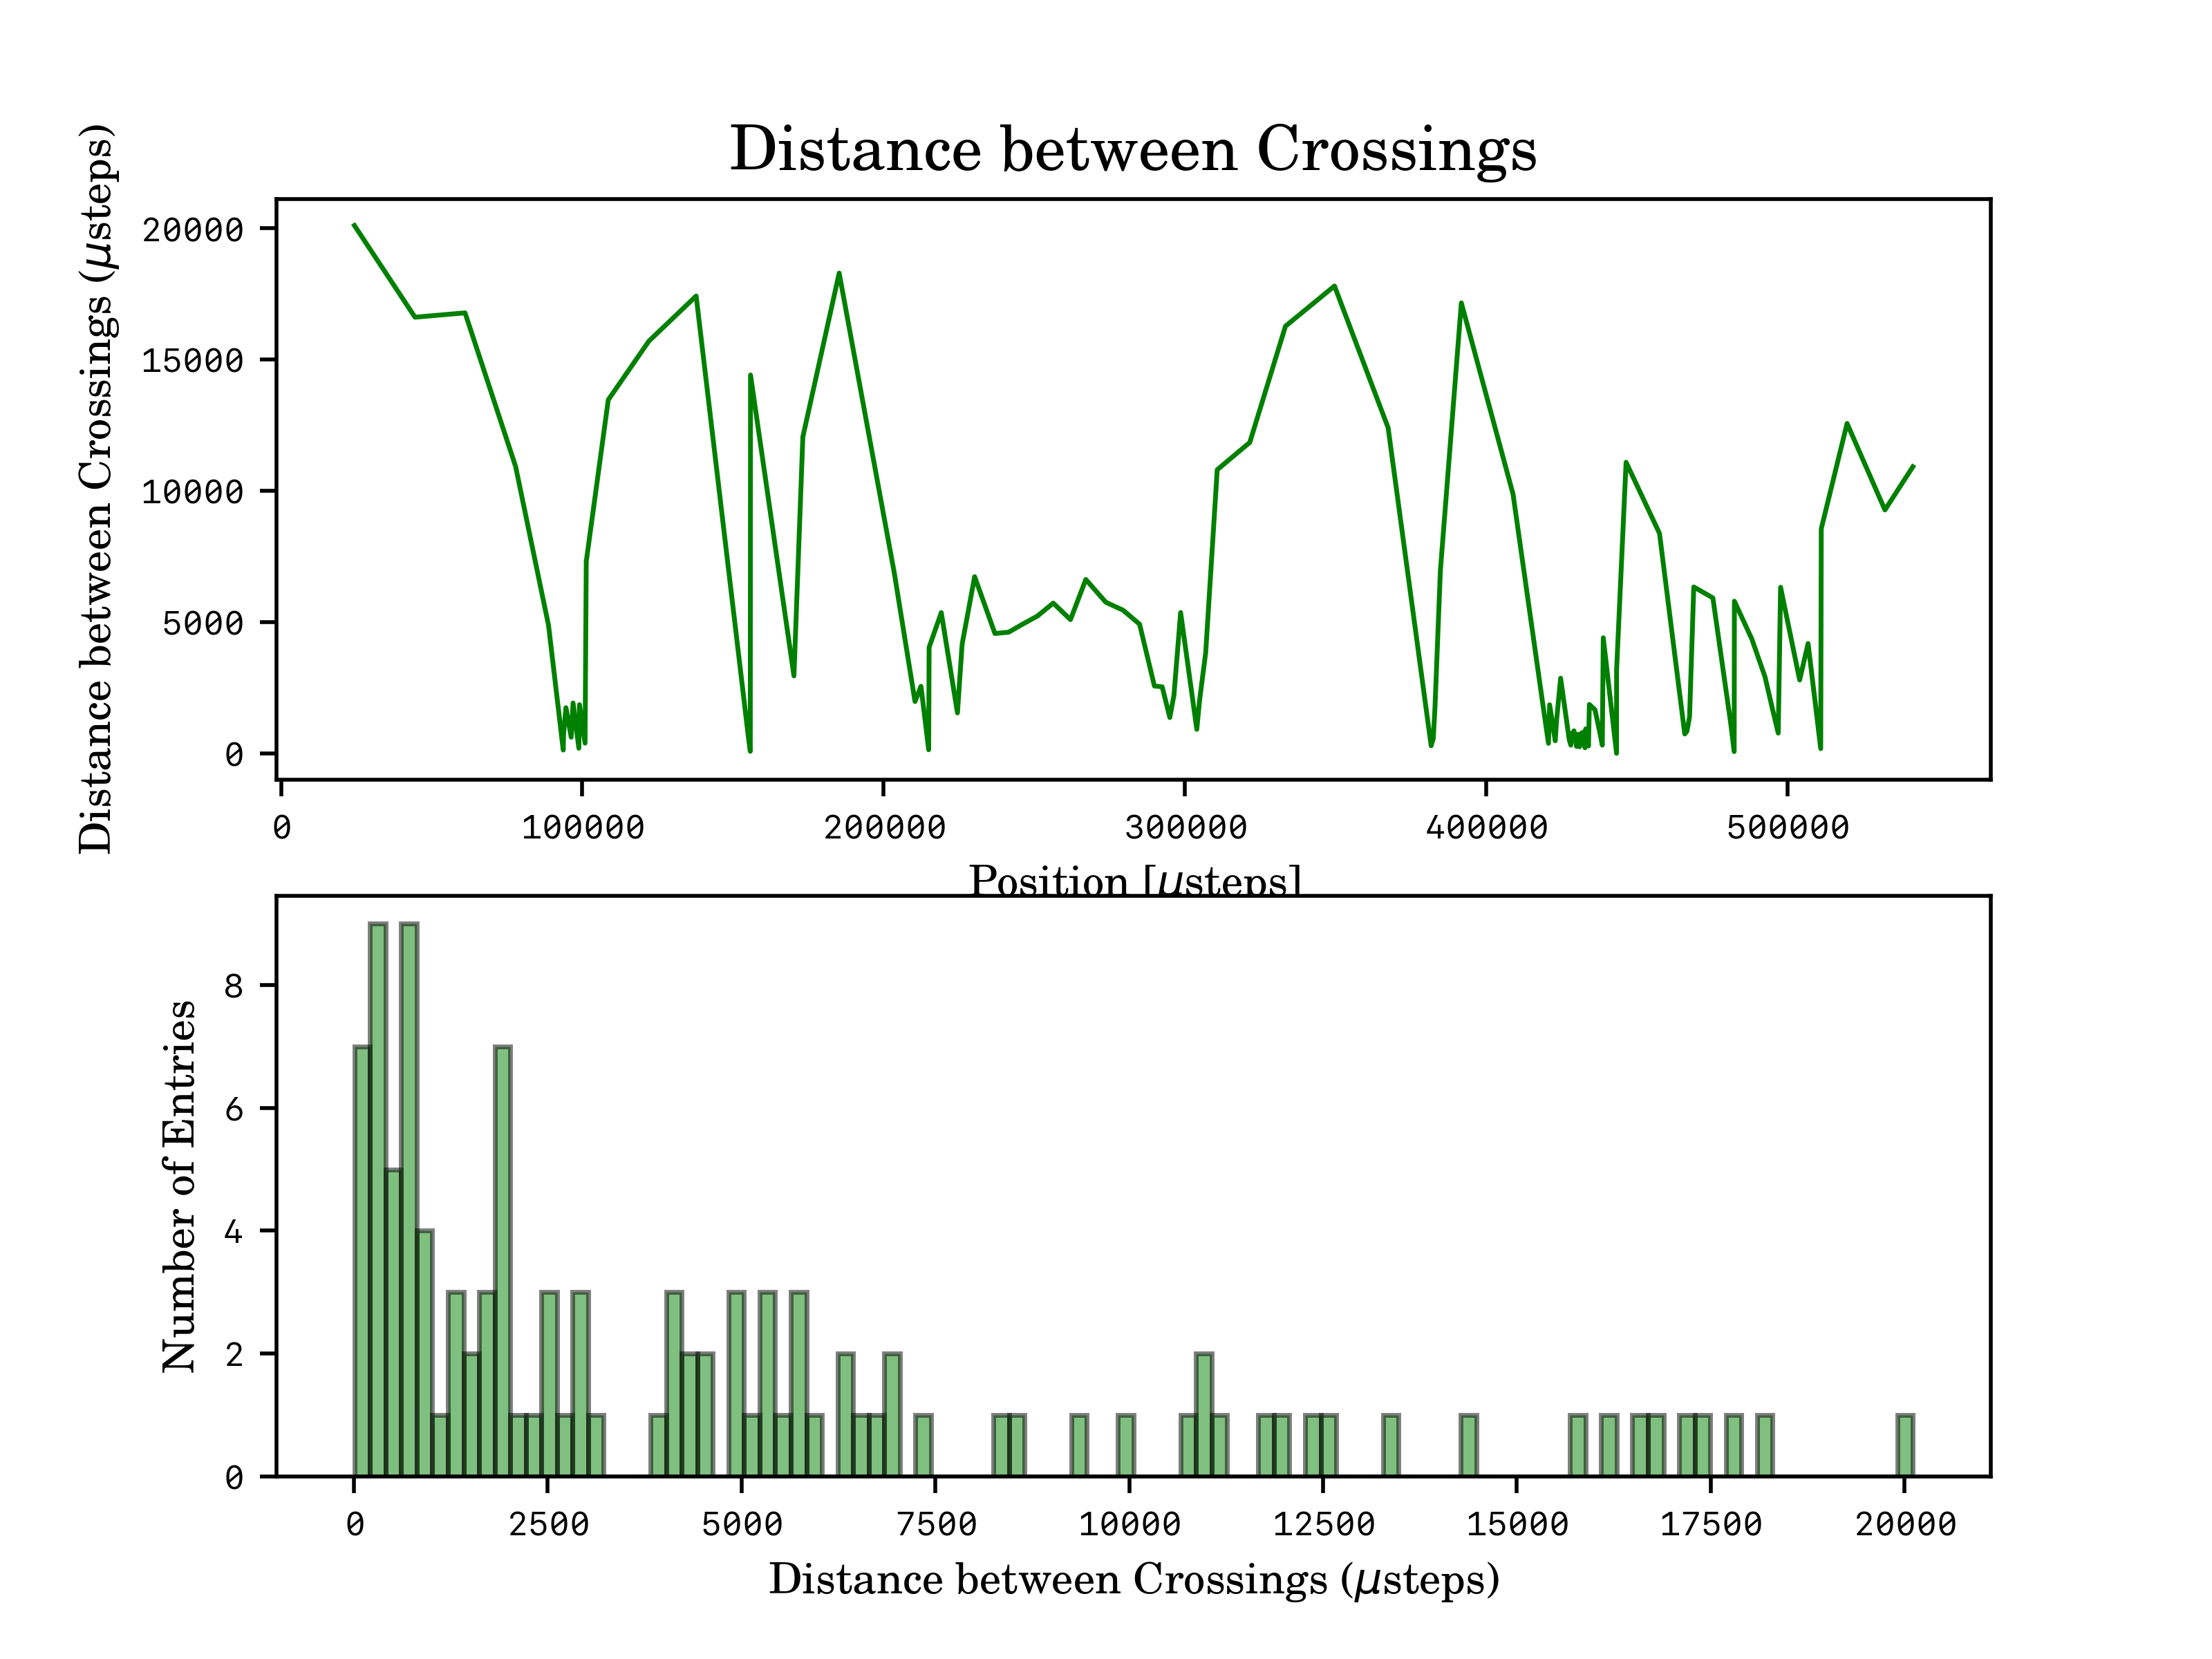 Distance between Crossings
Distance between Crossings (μsteps)
20000
15000
10000
5000
0
0 100000 200000 300000 400000 500000
Position [μsteps]
Number of Entries
8
6
4
2
0
0 2500 5000 7500 10000 12500 15000 17500 20000
Distance between Crossings (μsteps)